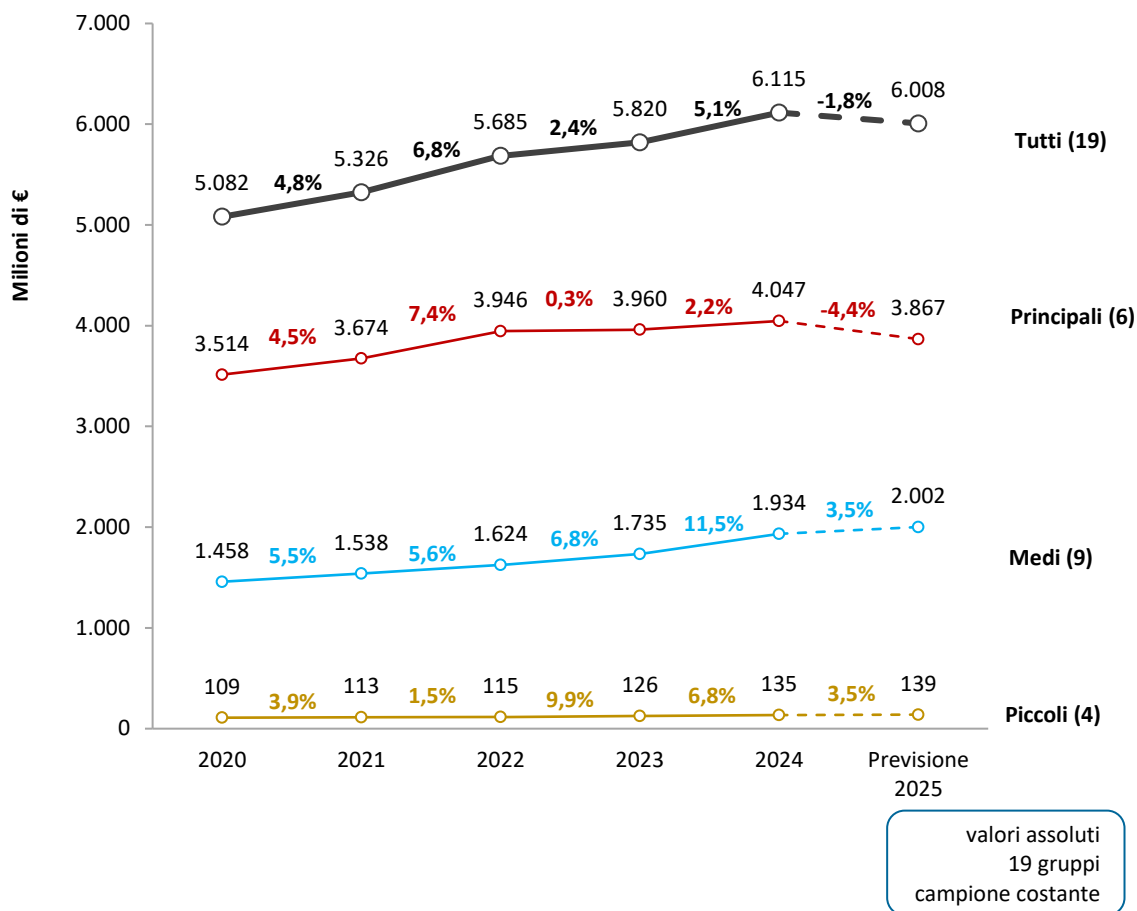 Milioni di €
7.000
6.000
5.000
4.000
3.000
2.000
1.000
0
5.082 4,8% 5.326 6,8% 5.685 2,4% 5.820 5,1% 6.115 -1,8% 6.008
Tutti (19)
3.514 4,5% 3.674 7,4% 3.946 0,3% 3.960 2,2% 4.047 -4,4% 3.867
Principali (6)
1.458 5,5% 1.538 5,6% 1.624 6,8% 1.735 11,5% 1.934 3,5% 2.002
Medi (9)
109 3,9% 113 1,5% 115 9,9% 126 6,8% 135 3,5% 139
Piccoli (4)
2020 2021 2022 2023 2024 Previsione
2025
valori assoluti
19 gruppi
campione costante